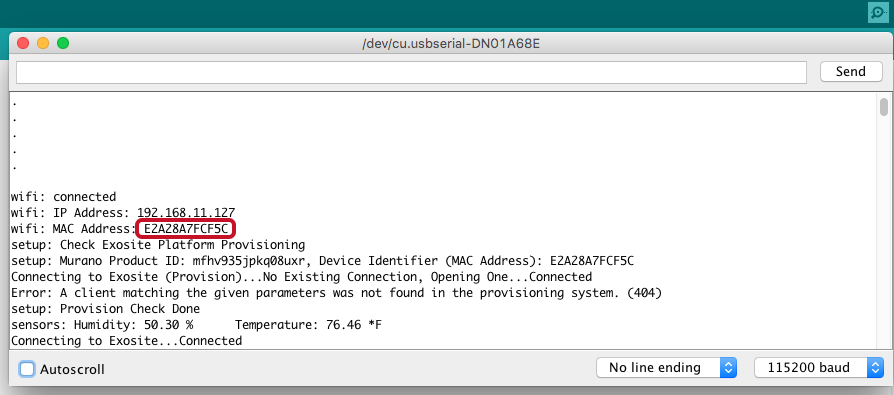 /dev/cu.usbserial-DN01A68E
Send
.
.
.
.
.
wifi: connected
wifi: IP Address: 192.168.11.127
wifi: MAC Address: E2A28A7FCF5C
setup: Check Exosite Platform Provisioning
setup: Murano Product ID: mfhv935jpkq08uxr, Device Identifier (MAC Address): E2A28A7FCF5C
Connecting to Exosite (Provision)...No Existing Connection, Opening One...Connected
Error: A client matching the given parameters was not found in the provisioning system. (404)
setup: Provision Check Done
sensors: Humidity: 50.30 % Temperature: 76.46 *F
Connecting to Exosite...Connected
Autoscroll
No line ending
115200 baud